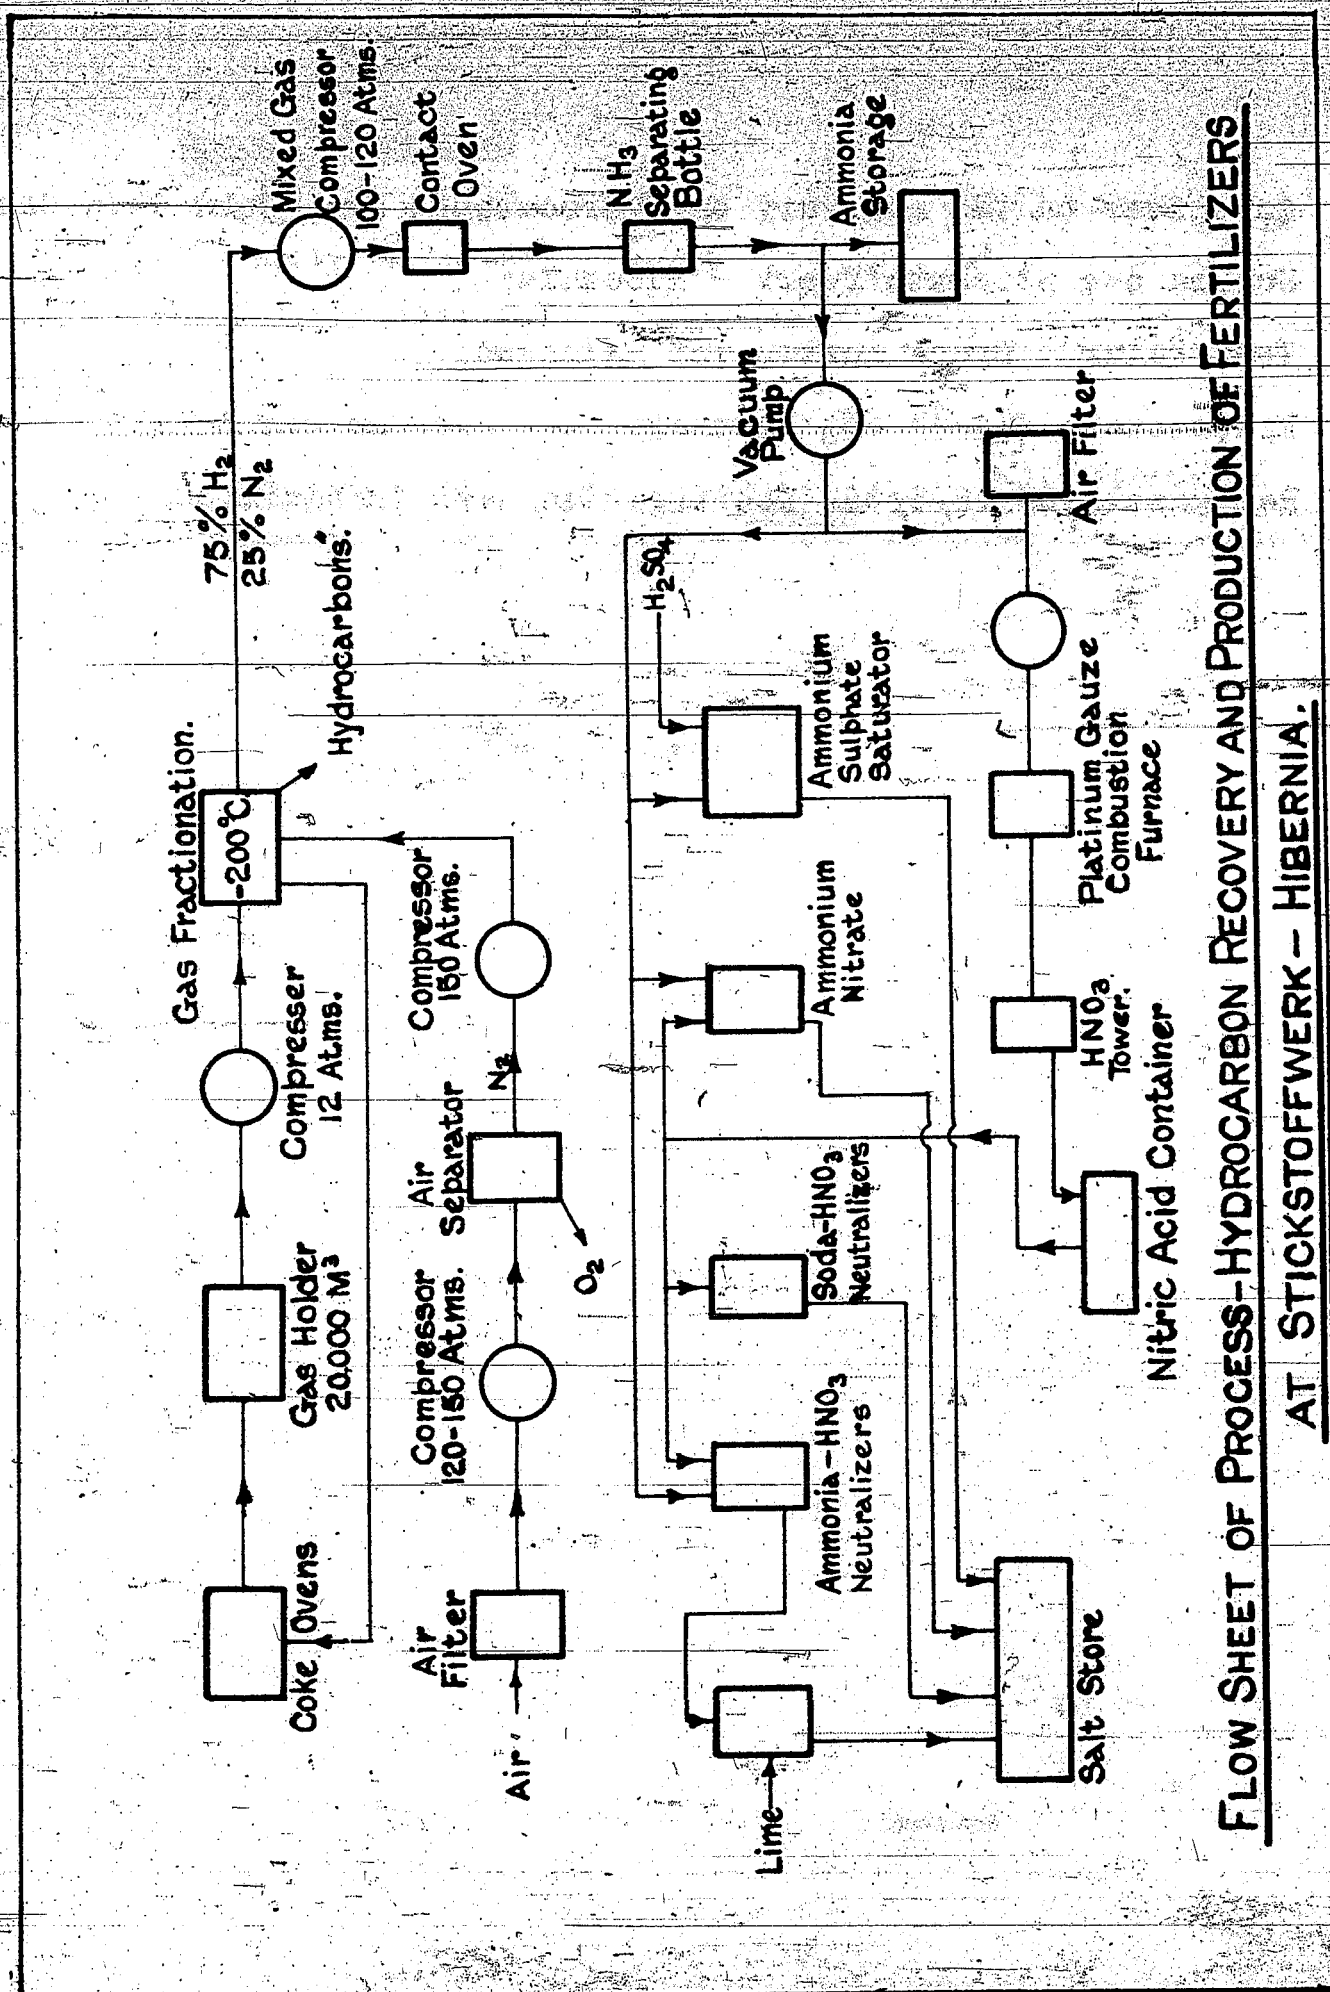 Gas Fractionation.
-200°C.
75% H2
25% N2
Mixed Gas
Compressor
100-120 Atms.
Contact
Oven
NH3
Separating
Bottle
Ammonia
Storage
Coke Ovens
Gas Holder
20,000 M3
Compresser
12 Atms.
Hydrocarbons."
Air
Air
Filter
Compressor
120-150 Atms.
Air
Separator
O2
N2
Compressor
150 Atms.
Vacuum
Pump
H2SO4
Lime
Ammonia-HNO3
Neutralizers
Soda-HNO3
Neutralizers
Ammonium
Nitrate
Ammonium
Sulphate
Saturator
Air Filter
Salt Store
Nitric Acid Container
HNO3
Tower.
Platinum Gauze
Combustion
Furnace
FLOW SHEET OF PROCESS-HYDROCARBON RECOVERY AND PRODUCTION OF FERTILIZERS
AT STICKSTOFFWERK-HIBERNIA.